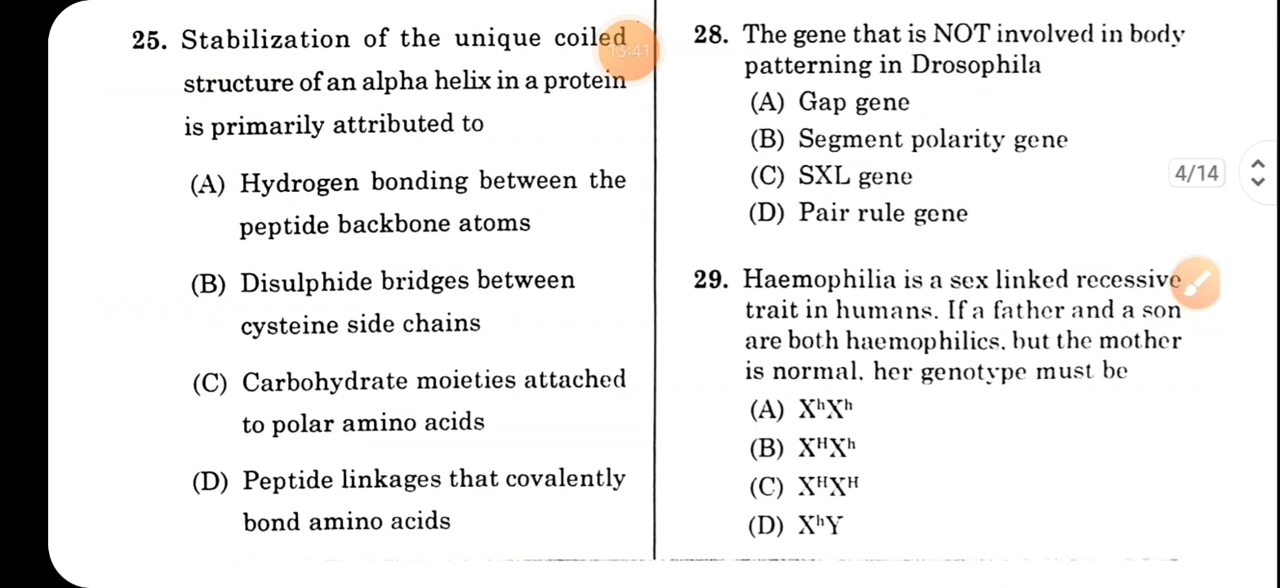 25. Stabilization of the unique coiled
structure of an alpha helix in a protein
is primarily attributed to
(A) Hydrogen bonding between the
peptide backbone atoms
(B) Disulphide bridges between
cysteine side chains
(C) Carbohydrate moieties attached
to polar amino acids
(D) Peptide linkages that covalently
bond amino acids
13:41
28. The gene that is NOT involved in body
patterning in Drosophila
(A) Gap gene
(B) Segment polarity gene
(C) SXL gene
(D) Pair rule gene
29. Haemophilia is a sex linked recessive
trait in humans. If a father and a son
are both haemophilics, but the mother
is normal, her genotype must be
(A) XʰXʰ
(B) XᴴXʰ
(C) XᴴXᴴ
(D) XʰY
4/14